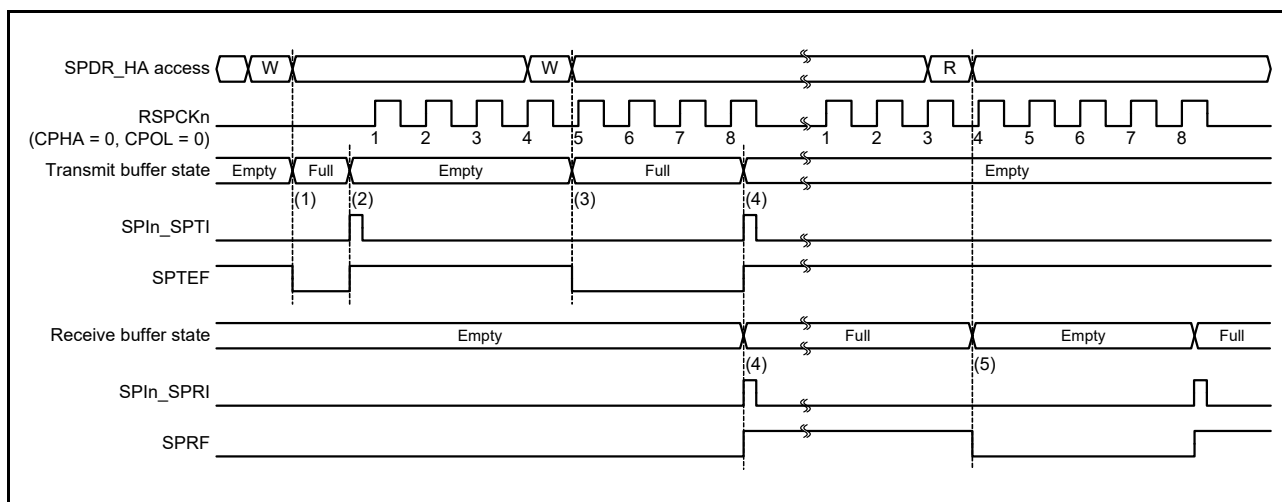 SPDR_HA access W W R
RSPCKn
(CPHA = 0, CPOL = 0)
1 2 3 4 5 6 7 8 1 2 3 4 5 6 7 8
Transmit buffer state Empty Full Empty Full Empty
(1) (2) (3) (4)
SPIn_SPTI
SPTEF
Receive buffer state Empty Full Empty Full
(4) (5)
SPIn_SPRI
SPRF